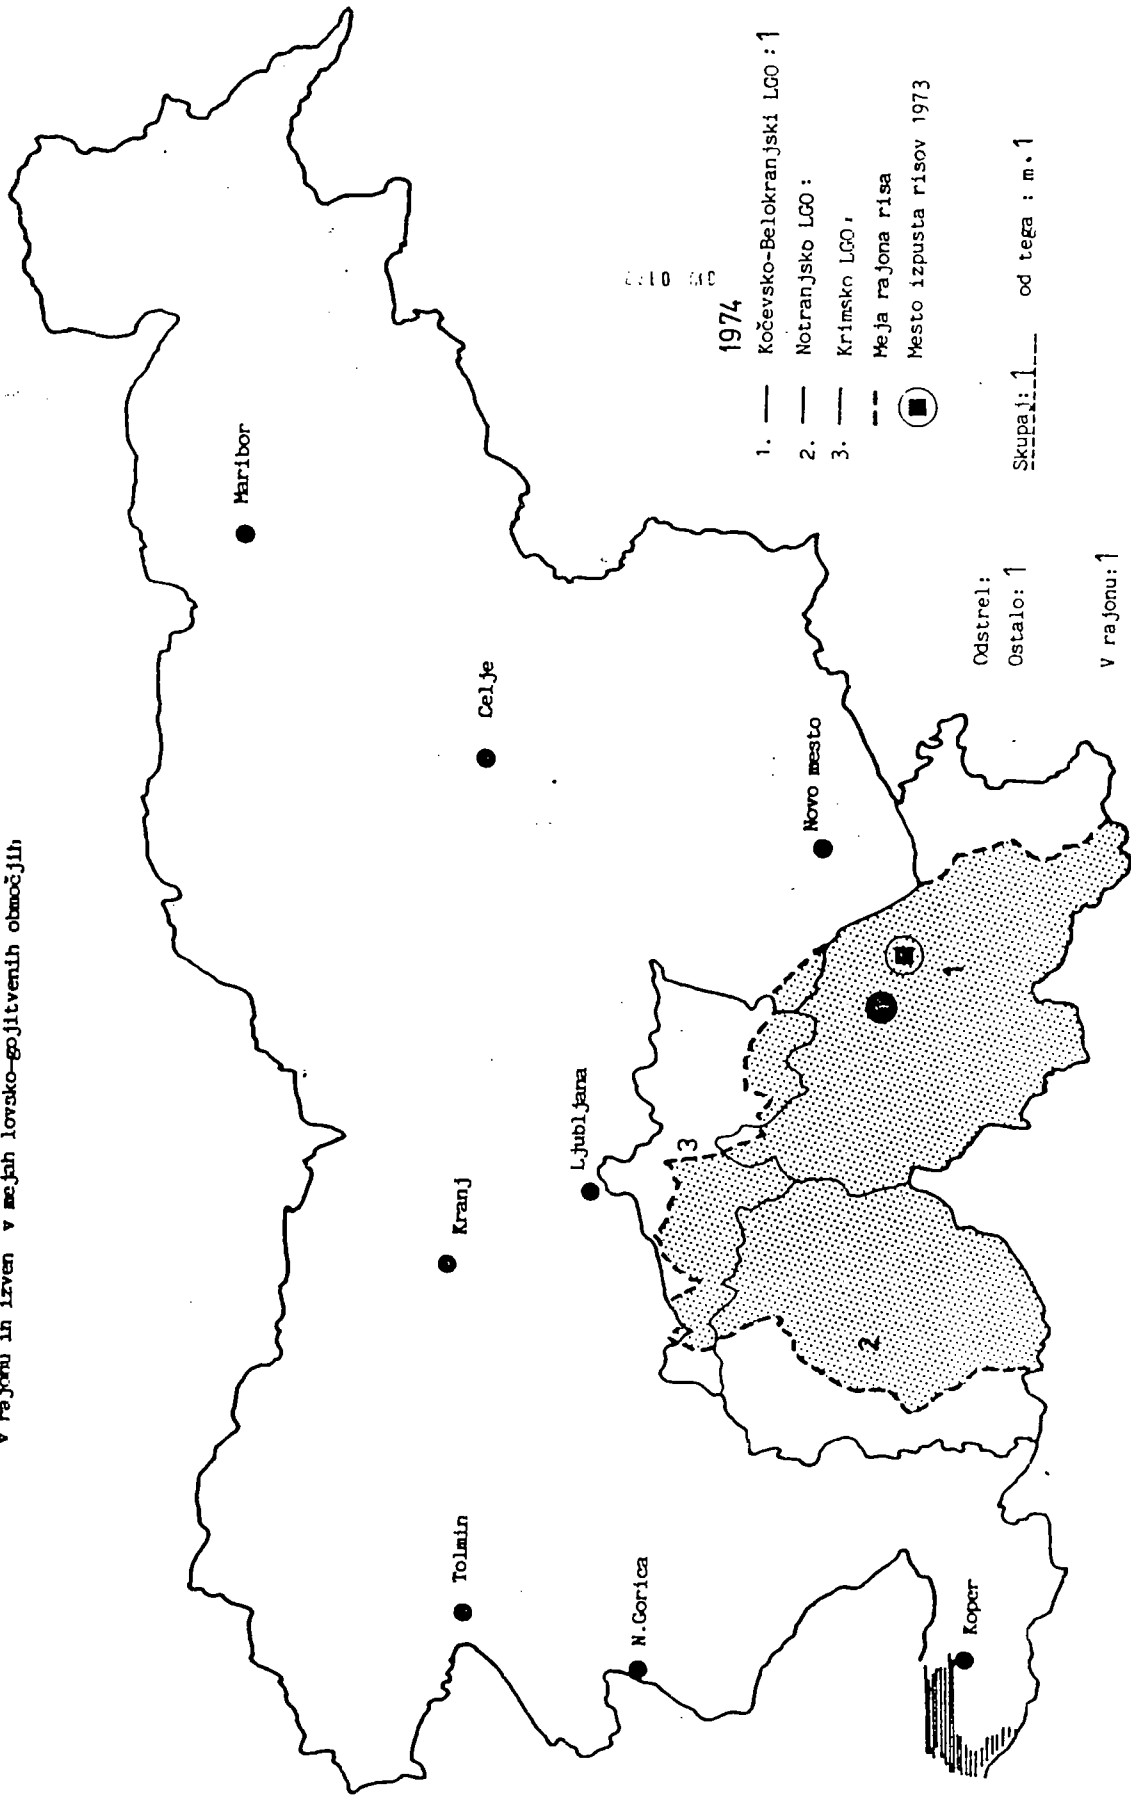 v rajonu in izven v mejah lovsko-gojitvenih območjih
Maribor
Celje
Novo mesto
Kranj
Ljubljana
Tolmin
N.Gorica
Koper
1
2
3
1974
1. — Kočevsko-Belokranjski LGO : 1
2. — Notranjsko LGO :
3. — Krimsko LGO :
Meja rajona risa
Mesto izpusta risov 1973
Odstrel:
Ostalo: 1
Skupaj: 1 od tega : m. 1
V rajonu: 1